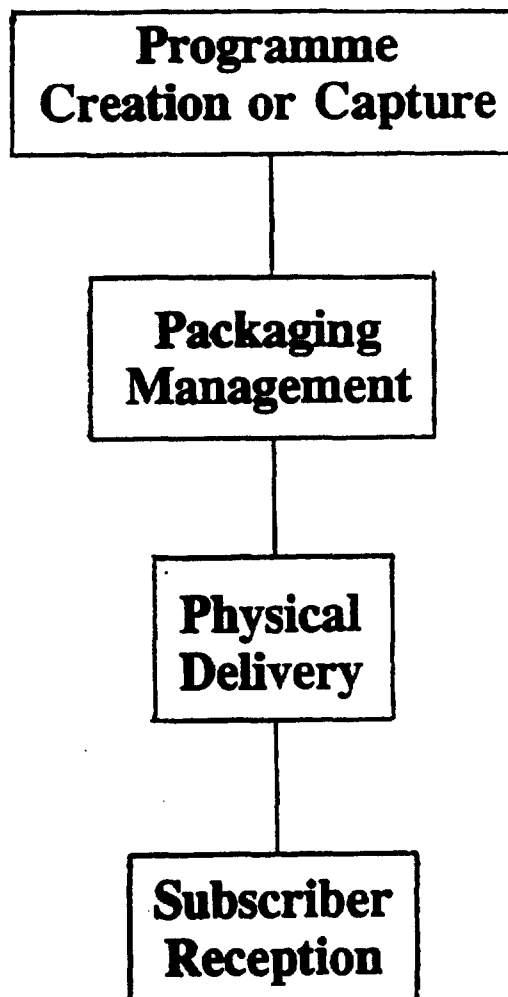 Programme
Creation or Capture
Packaging
Management
Physical
Delivery
Subscriber
Reception